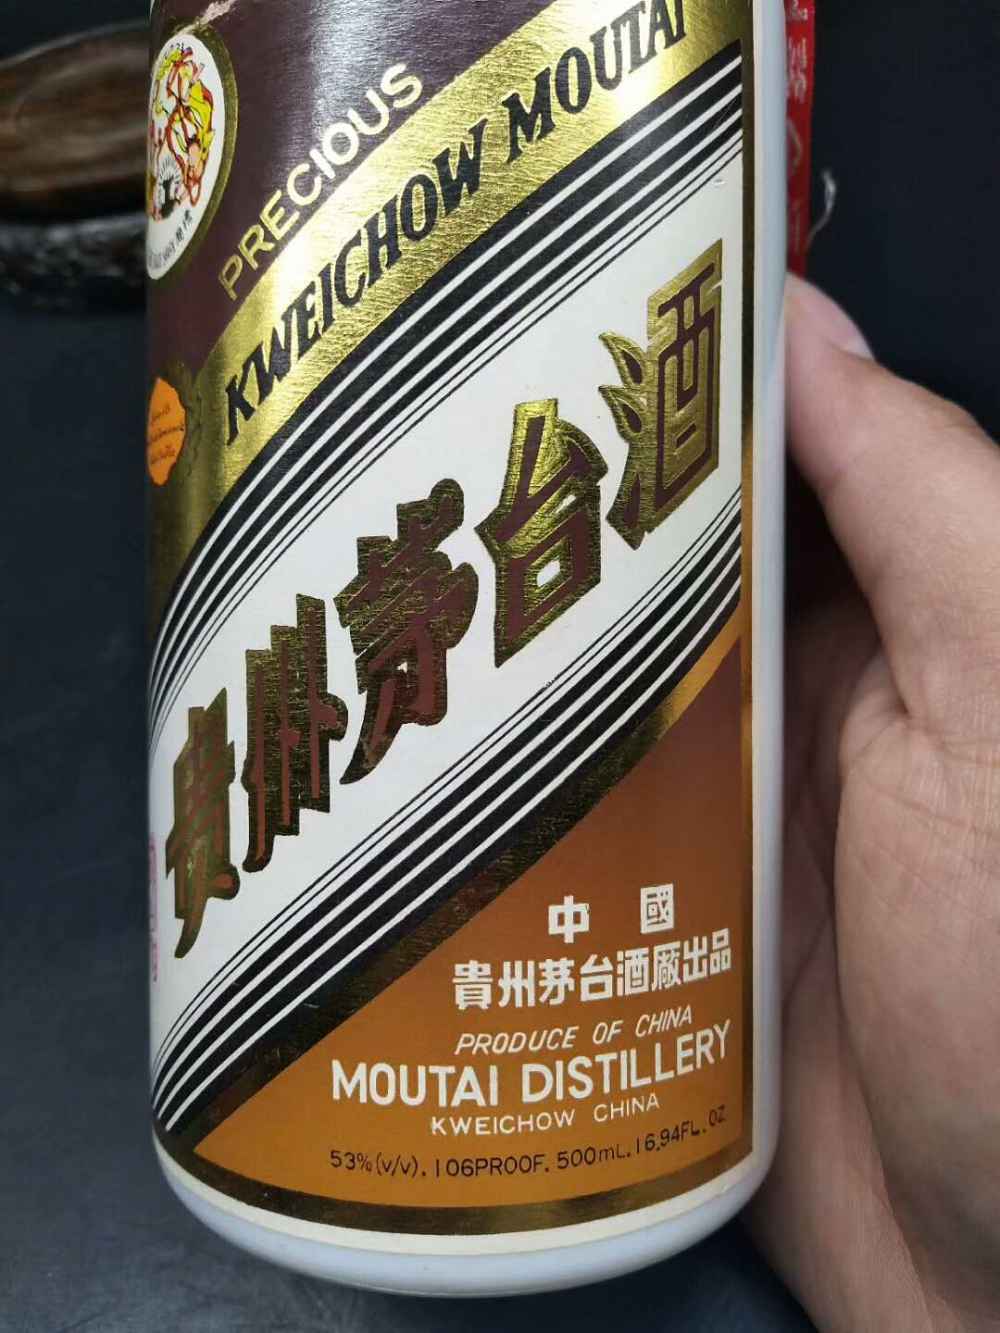 PRECIOUS
KWEICHOW MOUTAI
貴州茅台酒
中國
貴州茅台酒廠出品
PRODUCE OF CHINA
MOUTAI DISTILLERY
KWEICHOW CHINA
53%(v/v). 106PROOF. 500mL. 16.94FL.OZ